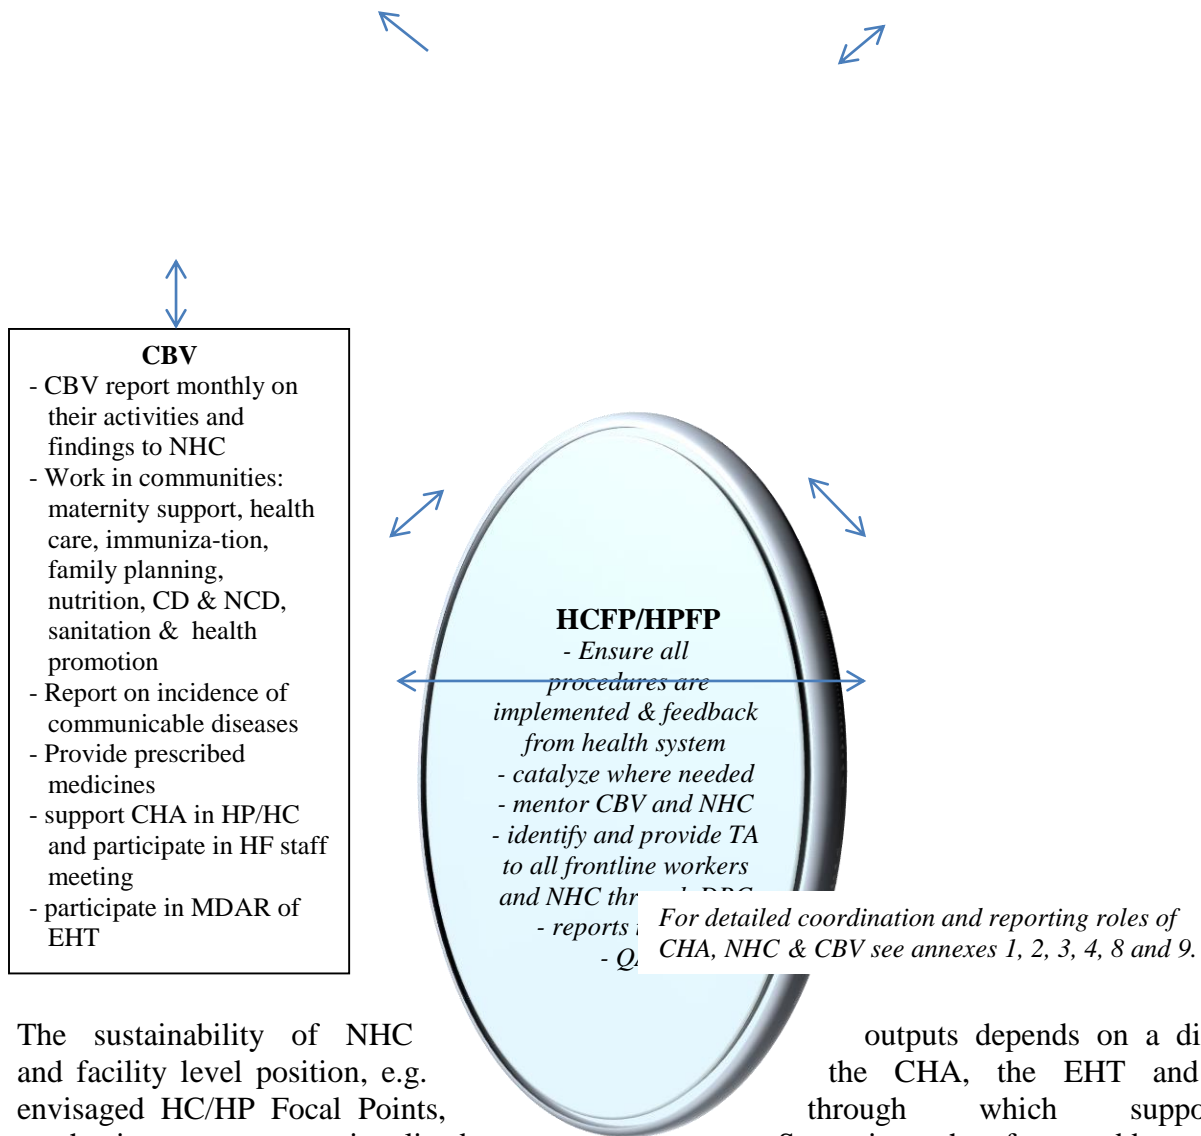 CBV
- CBV report monthly on
their activities and
findings to NHC
- Work in communities:
maternity support, health
care, immuniza-tion,
family planning,
nutrition, CD & NCD,
sanitation & health
promotion
- Report on incidence of
communicable diseases
- Provide prescribed
medicines
- support CHA in HP/HC
and participate in HF staff
meeting
- participate in MDAR of
EHT
HCFP/HPFP
- Ensure all
procedures are
implemented & feedback
from health system
- catalyze where needed
- mentor CBV and NHC
- identify and provide TA
to all frontline workers
and NHC
- reports
For detailed coordination and reporting roles of
CHA, NHC & CBV see annexes 1, 2, 3, 4, 8 and 9.
The sustainability of NHC outputs depends on a
and facility level position, e.g. the CHA, the EHT and
envisaged HC/HP Focal Points, through which